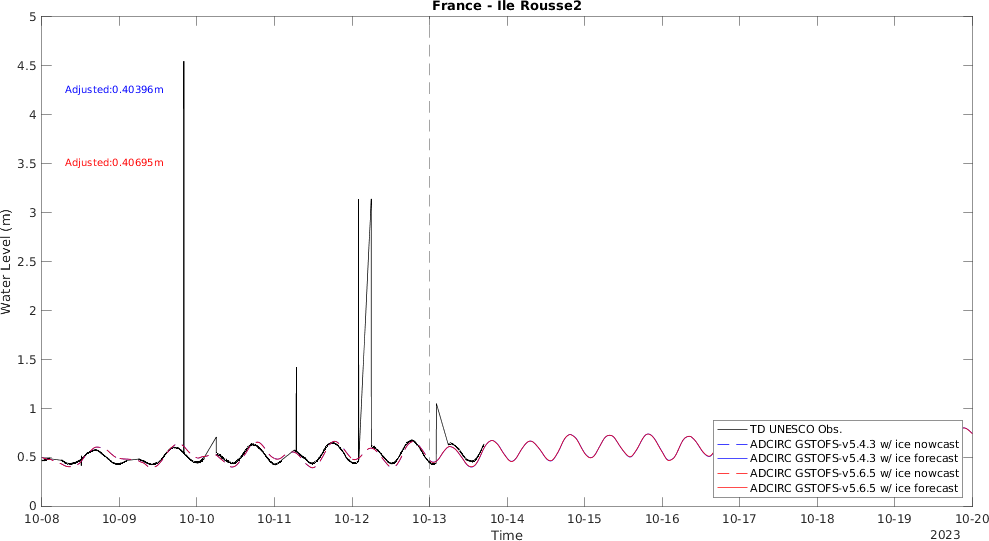 France - Ile Rousse2
5
4.5
4
3.5
3
2.5
2
1.5
1
0.5
0
Water Level (m)
Adjusted:0.40396m
Adjusted:0.40695m
TD UNESCO Obs.
ADCIRC GSTOFS-v5.4.3 w/ ice nowcast
ADCIRC GSTOFS-v5.4.3 w/ ice forecast
ADCIRC GSTOFS-v5.6.5 w/ ice nowcast
ADCIRC GSTOFS-v5.6.5 w/ ice forecast
10-08 10-09 10-10 10-11 10-12 10-13 10-14 10-15 10-16 10-17 10-18 10-19 10-20
Time
2023